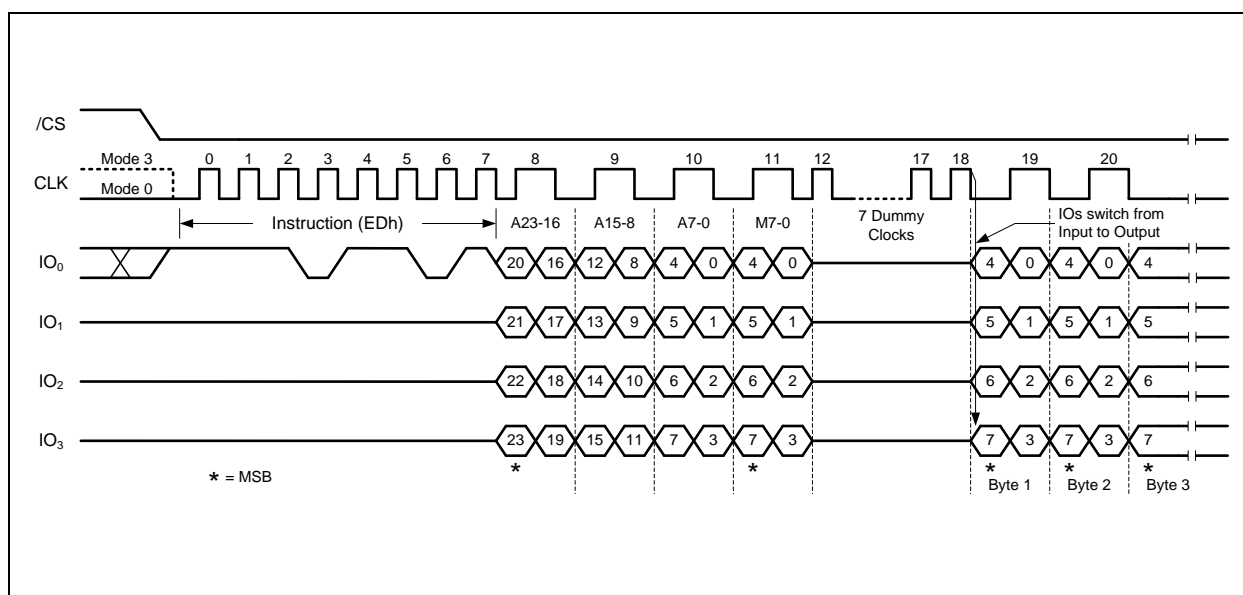 /CS
Mode 3 0 1 2 3 4 5 6 7 8 9 10 11 12 17 18 19 20
CLK Mode 0
Instruction (EDh) A23-16 A15-8 A7-0 M7-0 7 Dummy Clocks IOs switch from Input to Output
IO0 20 16 12 8 4 0 4 0 4 0 4 0 4
IO1 21 17 13 9 5 1 5 1 5 1 5 1 5
IO2 22 18 14 10 6 2 6 2 6 2 6 2 6
IO3 23 19 15 11 7 3 7 3 7 3 7 3 7
* * * * *
* = MSB Byte 1 Byte 2 Byte 3